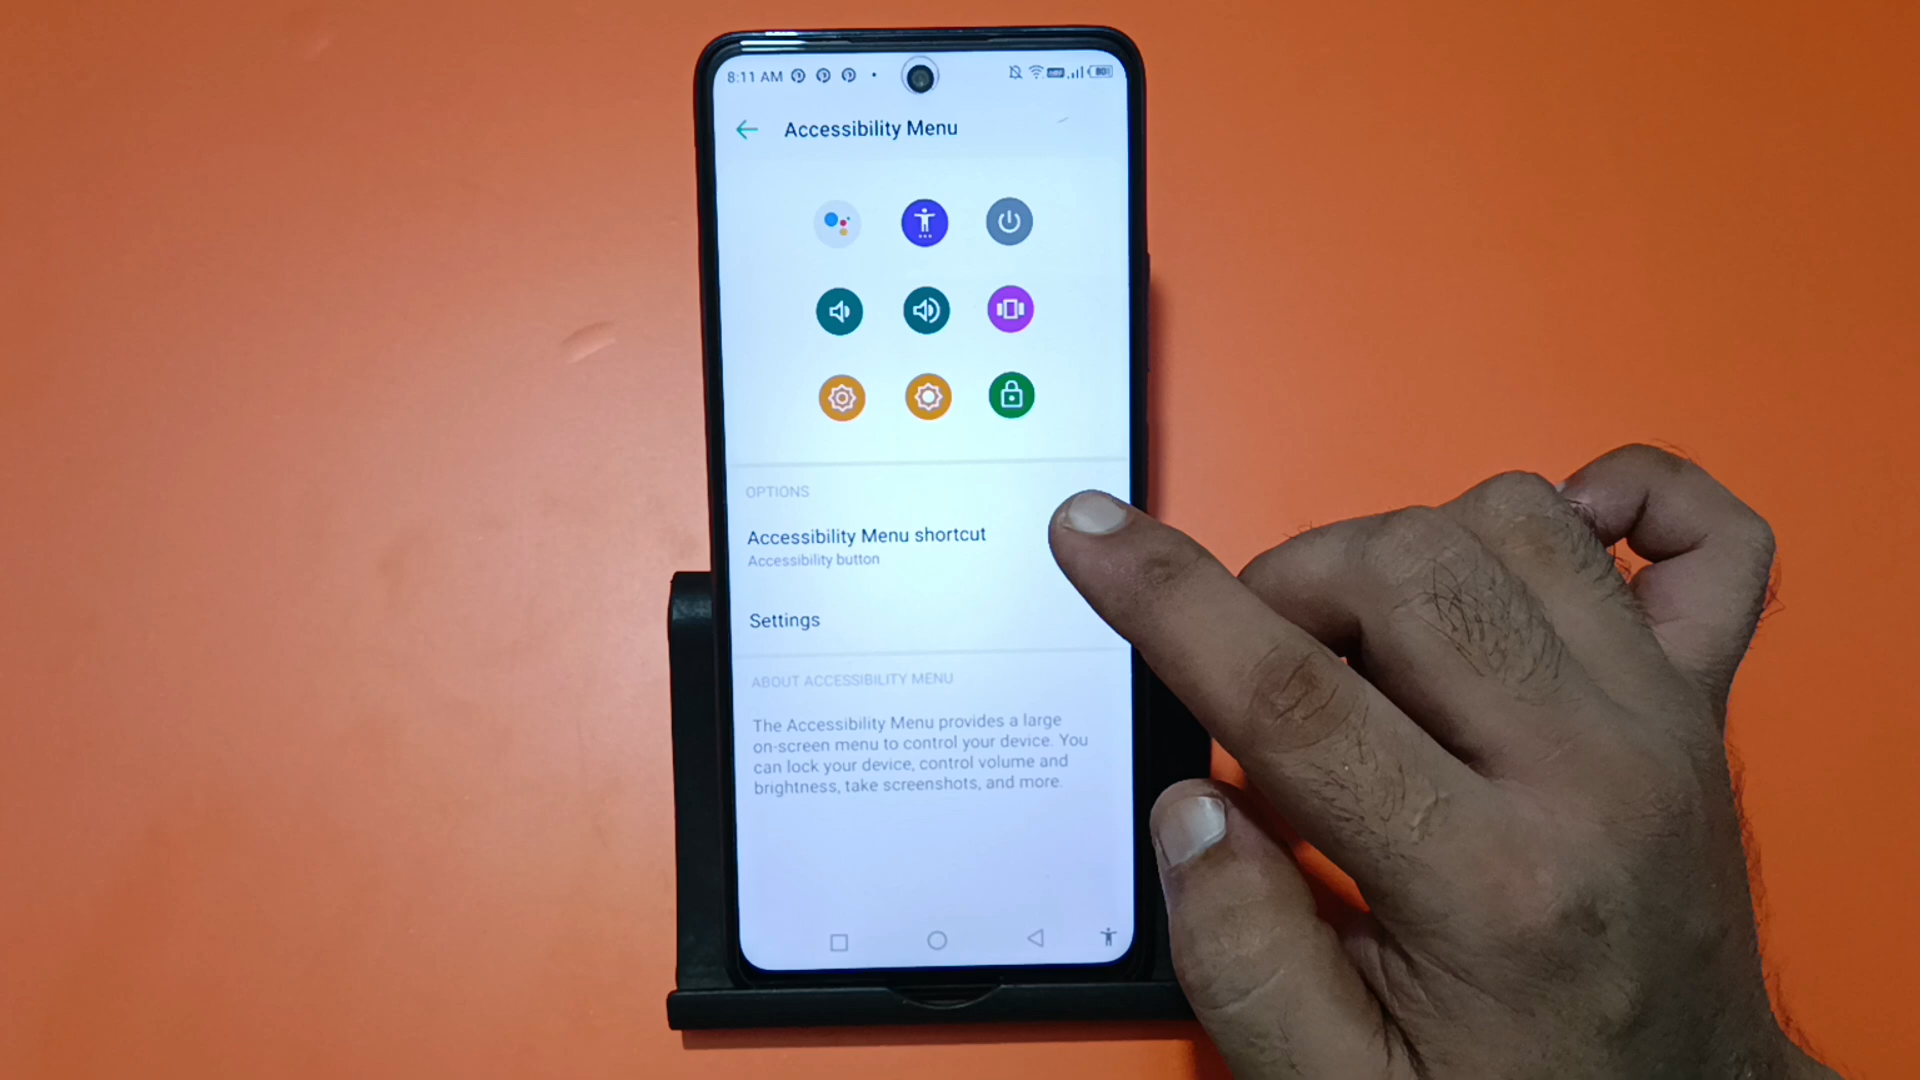 8:11 AM
80
Accessibility Menu
OPTIONS
Accessibility Menu shortcut
Accessibility button
Settings
ABOUT ACCESSIBILITY MENU
The Accessibility Menu provides a large
on-screen menu to control your device. You
can lock your device, control volume and
brightness, take screenshots, and more.